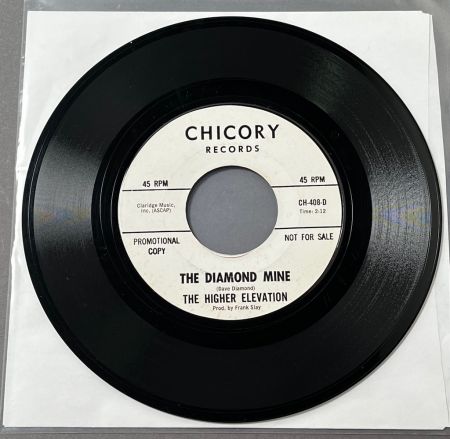 CHICORY
RECORDS
45 RPM
45 RPM
Claridge Music,
Inc. (ASCAP)
CH-408-D
Time: 2:12
PROMOTIONAL
COPY
NOT FOR SALE
THE DIAMOND MINE
(Dave Diamond)
THE HIGHER ELEVATION
Prod. by Frank Slay